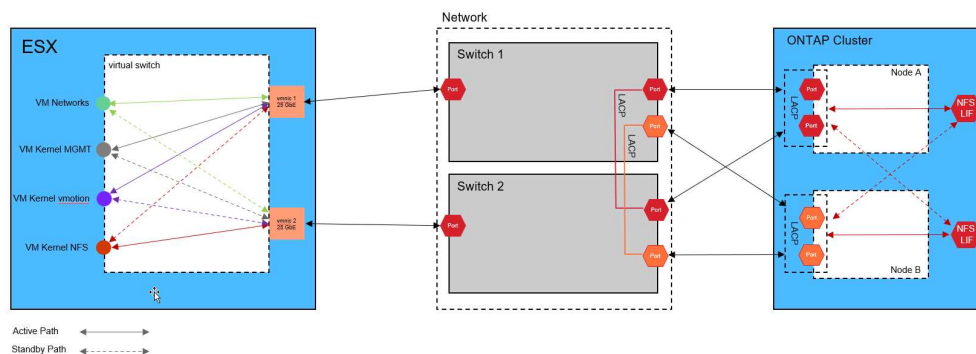 Network
ESX
virtual switch
VM Networks
VM Kernel MGMT
VM Kernel vmotion
VM Kernel NFS
vmnic 1
25 GbE
vmnic 2
25 GbE
Switch 1
Port
Port
Port
LACP
LACP
Switch 2
Port
Port
Port
ONTAP Cluster
Node A
Port
Port
LACP
NFS
LIF
Port
Port
LACP
NFS
LIF
Node B
Active Path
Standby Path